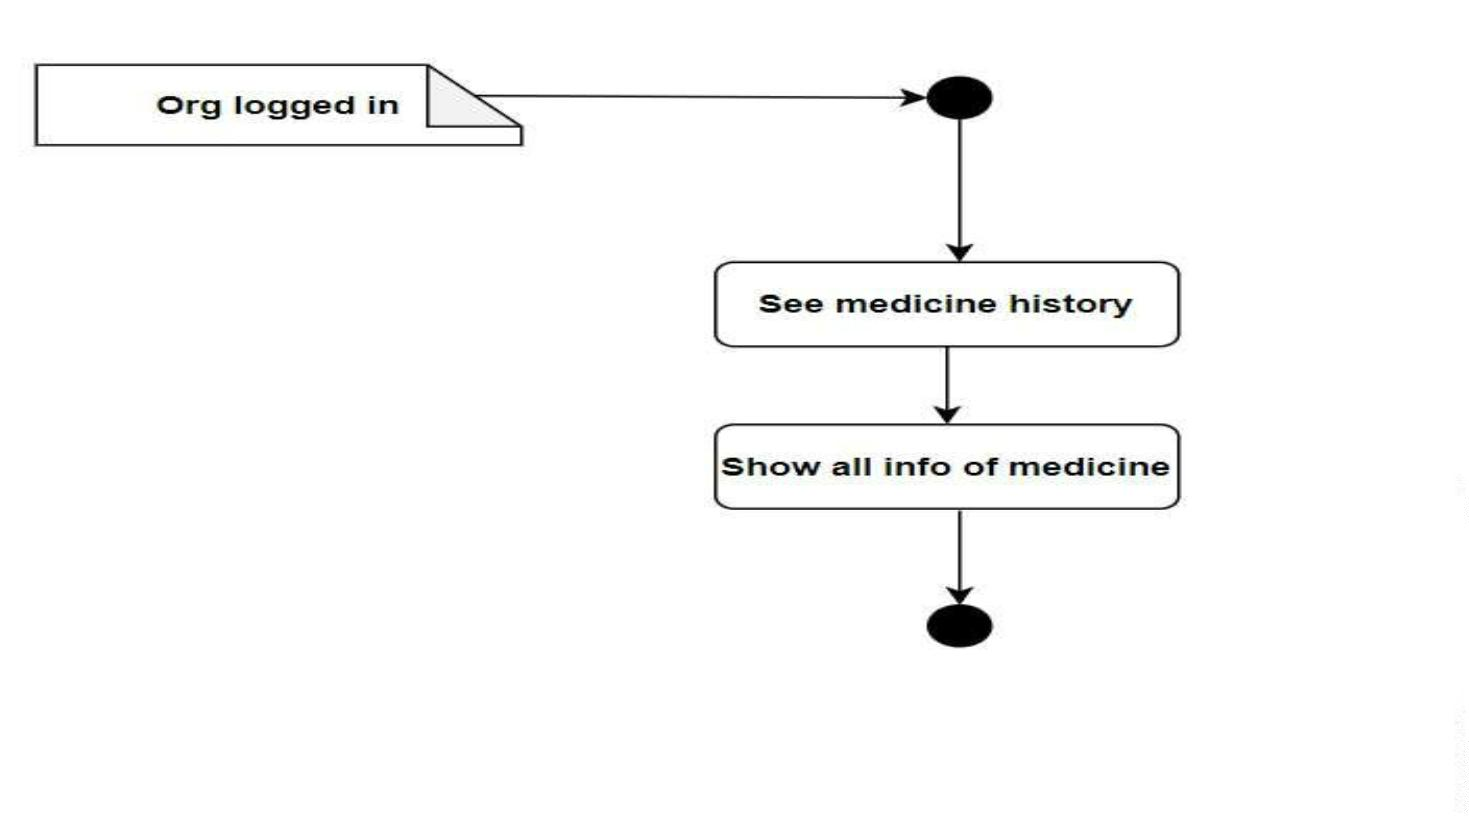 Org logged in
See medicine history
Show all info of medicine